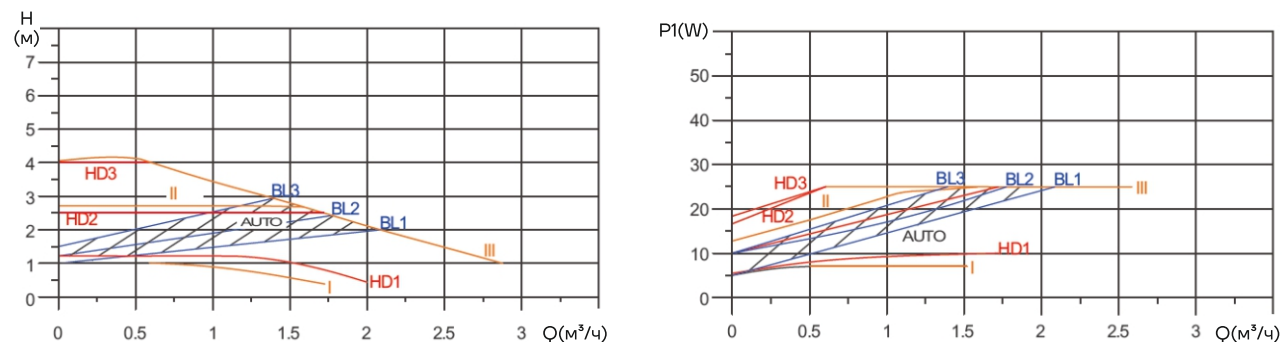 H
(м)
7
6
5
4
3
2
1
0
HD3
II
BL3
HD2
AUTO
BL2
BL1
III
HD1
I
0 0.5 1 1.5 2 2.5 3 Q(м³/ч)
P1(W)
50
40
30
20
10
0
HD3
BL3
BL2
BL1
III
II
HD2
AUTO
HD1
I
0 0.5 1 1.5 2 2.5 3 Q(м³/ч)